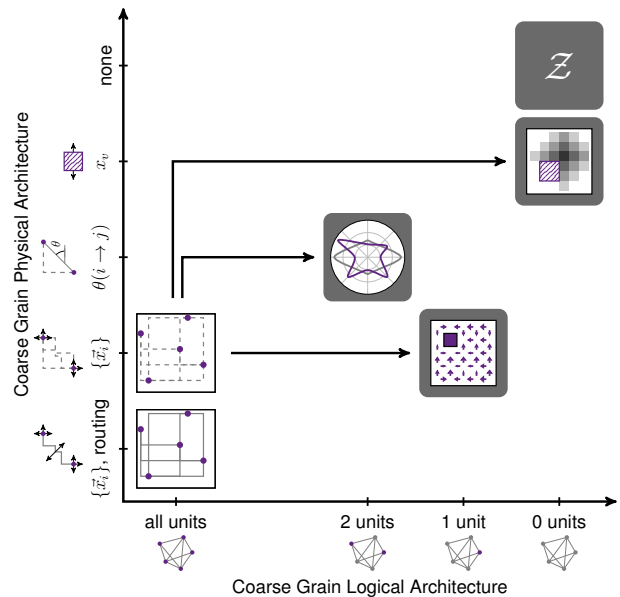 Coarse Grain Physical Architecture
none
𝒵
x_v
θ
θ(i → j)
{x⃗_i}
{x⃗_i}, routing
all units
2 units
1 unit
0 units
Coarse Grain Logical Architecture